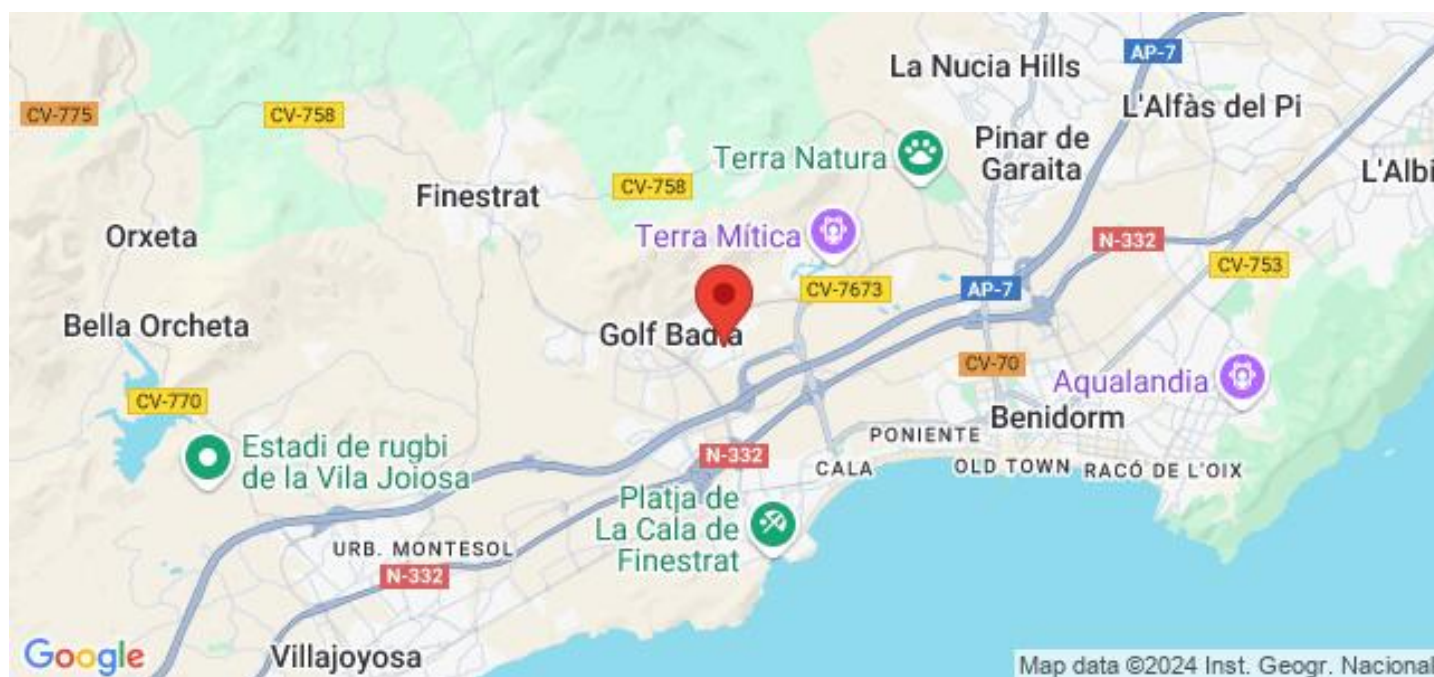 AP-7
La Nucia Hills
CV-775
CV-758
L'Alfàs del Pi
Terra Natura
Pinar de
Garaita
Finestrat
CV-758
L'Albi
Orxeta
Terra Mítica
N-332
CV-753
CV-7673
AP-7
Bella Orcheta
Golf Badia
CV-70
Aqualandia
CV-770
Benidorm
Estadi de rugbi
de la Vila Joiosa
PONIENTE
N-332
CALA
OLD TOWN
RACÓ DE L'OIX
Platja de
La Cala de
Finestrat
URB. MONTESOL
N-332
Villajoyosa
Google
Map data ©2024 Inst. Geogr. Nacional